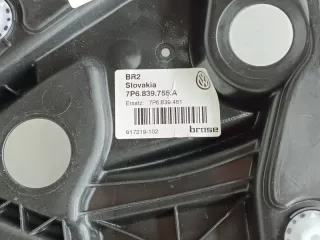 BR2
Slovakia
7P6.839.755.A
Ersatz: 7P6.839.461
917219-102
brose